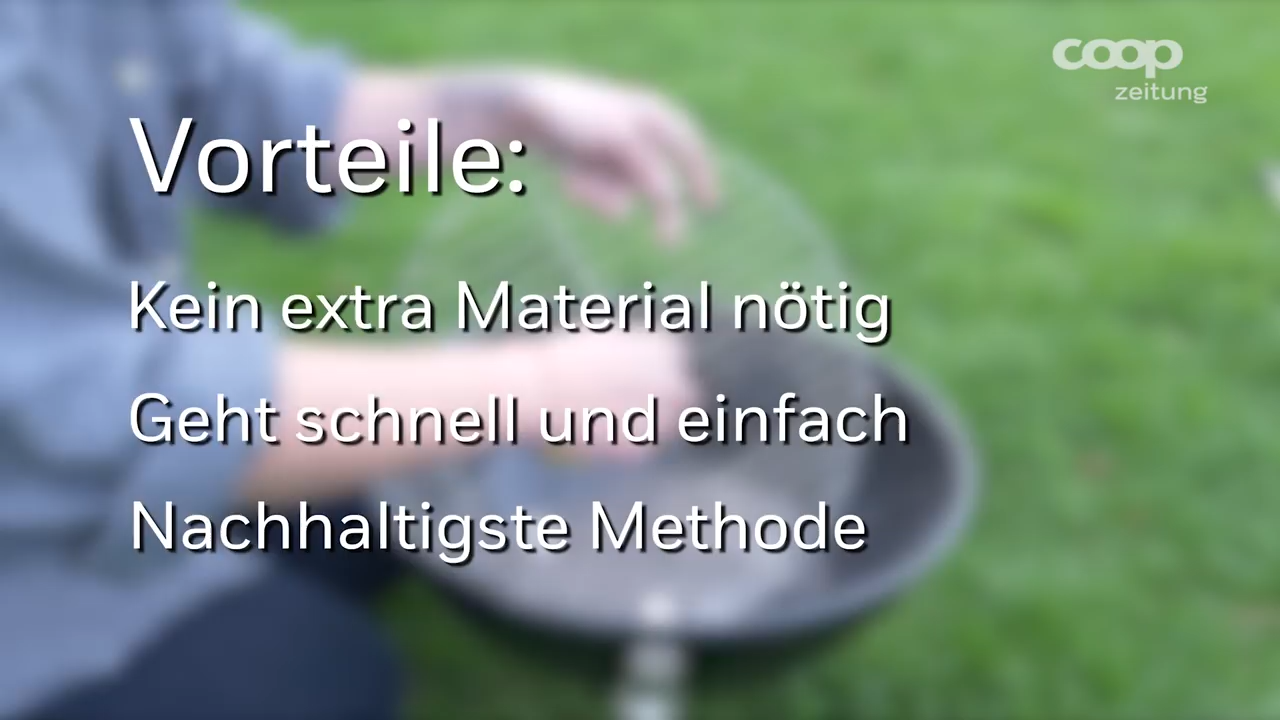 coop
zeitung
Vorteile:
Kein extra Material nötig
Geht schnell und einfach
Nachhaltigste Methode